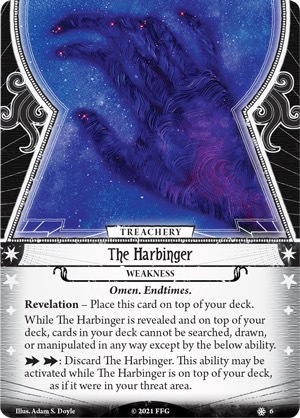 TREACHERY
The Harbinger
WEAKNESS
Omen. Endtimes.
Revelation – Place this card on top of your deck.
While The Harbinger is revealed and on top of your
deck, cards in your deck cannot be searched, drawn,
or manipulated in any way except by the below ability.
: Discard The Harbinger. This ability may be
activated while The Harbinger is on top of your deck,
as if it were in your threat area.
Illus. Adam S. Doyle
© 2021 FFG
6